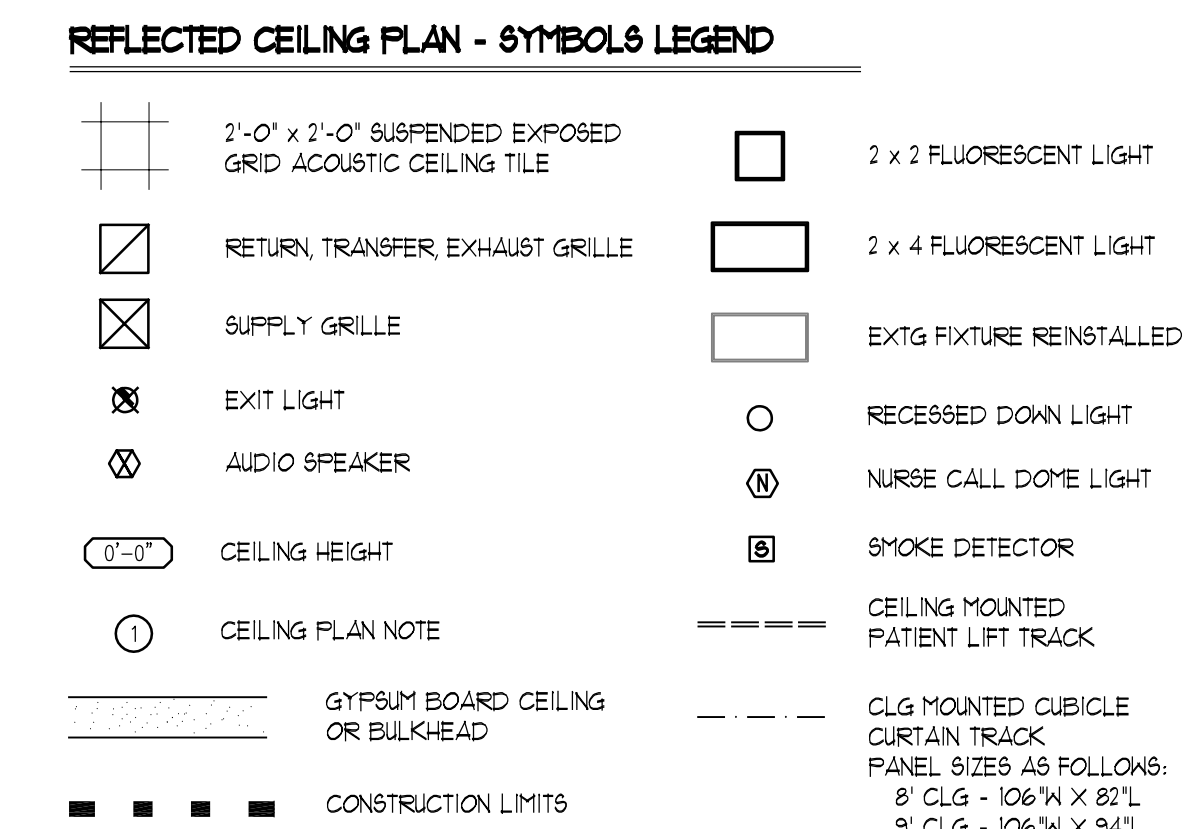 REFLECTED CEILING PLAN - SYMBOLS LEGEND
2'-0" x 2'-0" SUSPENDED EXPOSED
GRID ACOUSTIC CEILING TILE
RETURN, TRANSFER, EXHAUST GRILLE
SUPPLY GRILLE
EXIT LIGHT
X
AUDIO SPEAKER
0'-0"
CEILING HEIGHT
1
CEILING PLAN NOTE
GYPSUM BOARD CEILING
OR BULKHEAD
CONSTRUCTION LIMITS
2 x 2 FLUORESCENT LIGHT
2 x 4 FLUORESCENT LIGHT
EXTG FIXTURE REINSTALLED
RECESSED DOWN LIGHT
N
NURSE CALL DOME LIGHT
S
SMOKE DETECTOR
CEILING MOUNTED
PATIENT LIFT TRACK
CLG MOUNTED CUBICLE
CURTAIN TRACK
PANEL SIZES AS FOLLOWS:
8' CLG - 106"W X 82"L
9' CLG - 106"W X 94"L